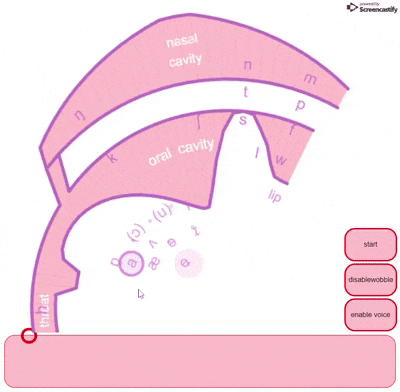 powered by
Screencastify
nasal
cavity
n
m
ŋ
t
p
k
ʃ
s
f
oral cavity
l
w
lip
(ɔ)
(u)
ʌ
ɐ
ɒ
a
æ
start
disablewobble
enable voice
throat